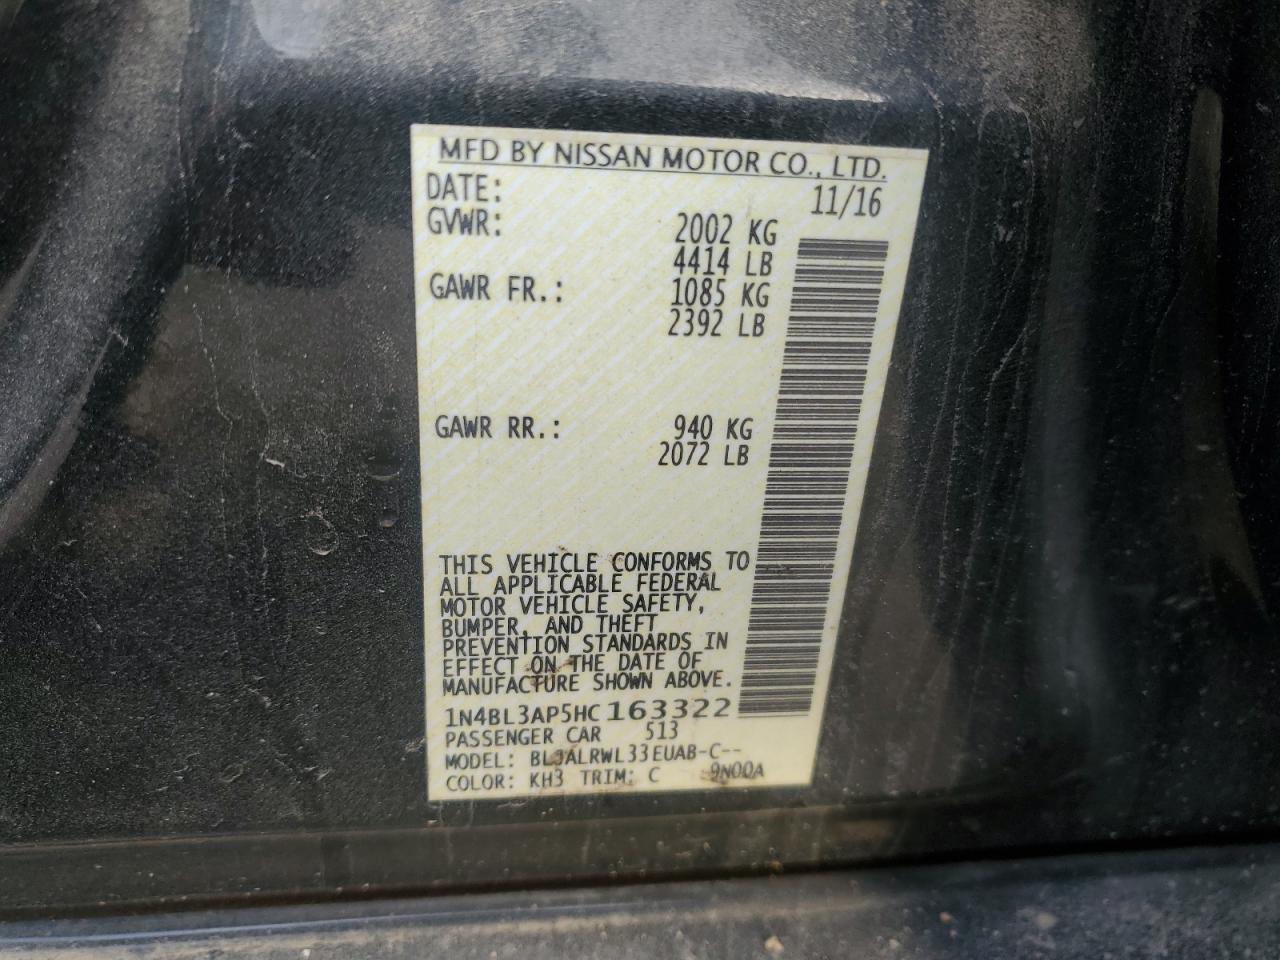 MFD BY NISSAN MOTOR CO., LTD.
DATE: 11/16
GVWR: 2002 KG
4414 LB
GAWR FR.: 1085 KG
2392 LB
GAWR RR.: 940 KG
2072 LB
THIS VEHICLE CONFORMS TO
ALL APPLICABLE FEDERAL
MOTOR VEHICLE SAFETY,
BUMPER, AND THEFT
PREVENTION STANDARDS IN
EFFECT ON THE DATE OF
MANUFACTURE SHOWN ABOVE.
1N4BL3AP5HC163322
PASSENGER CAR 513
MODEL: BL3ALRWL33EUAB-C--
COLOR: KH3 TRIM: C 9N00A